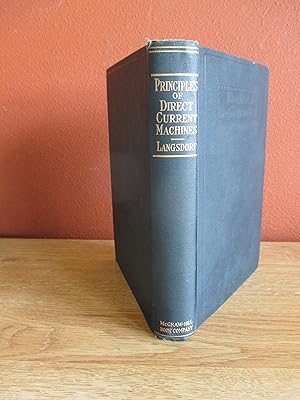 PRINCIPLES
OF
DIRECT
CURRENT
MACHINES
LANGSDORF
MCGRAW-HILL
BOOK COMPANY